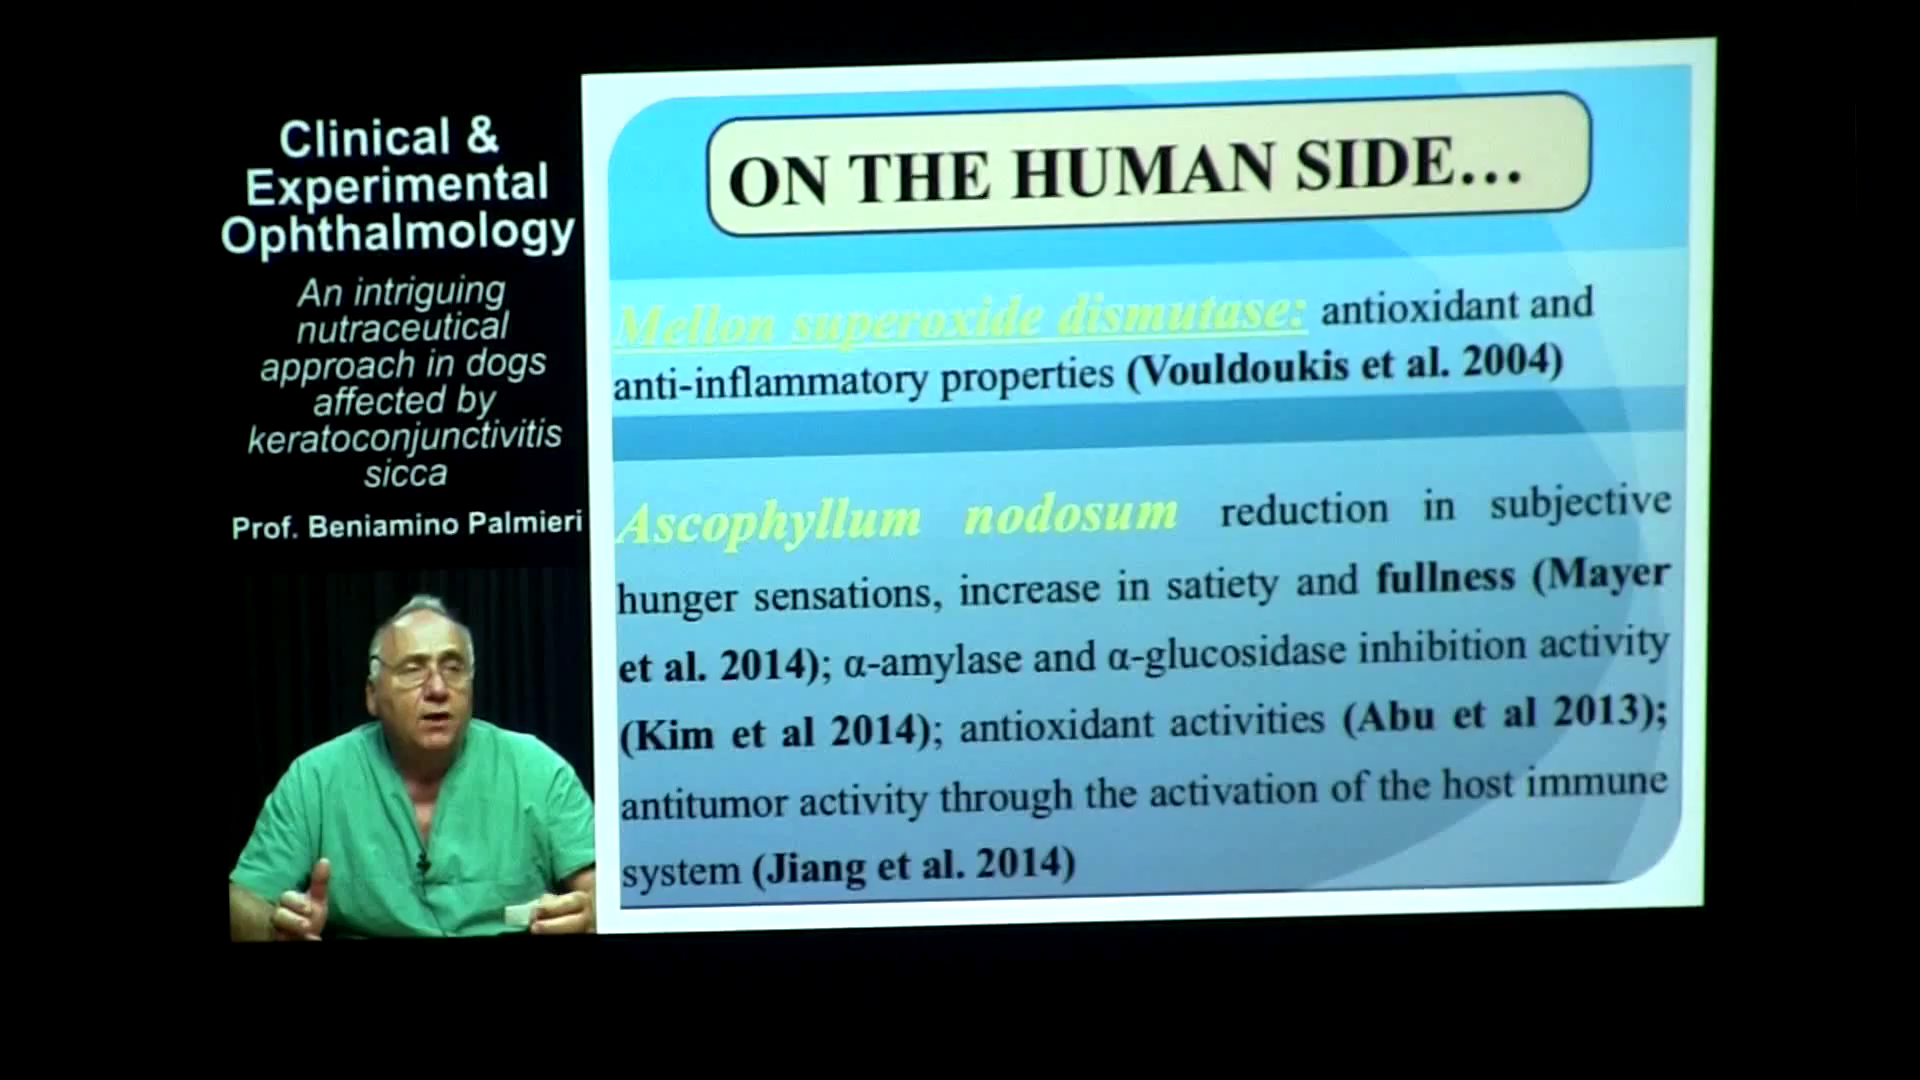 Clinical &
Experimental
Ophthalmology
An intriguing
nutraceutical
approach in dogs
affected by
keratoconjunctivitis
sicca
Prof. Beniamino Palmieri
ON THE HUMAN SIDE…
Mellon superoxide dismutase: antioxidant and
anti-inflammatory properties (Vouldoukis et al. 2004)
Ascophyllum nodosum reduction in subjective
hunger sensations, increase in satiety and fullness (Mayer
et al. 2014); α-amylase and α-glucosidase inhibition activity
(Kim et al 2014); antioxidant activities (Abu et al 2013);
antitumor activity through the activation of the host immune
system (Jiang et al. 2014)